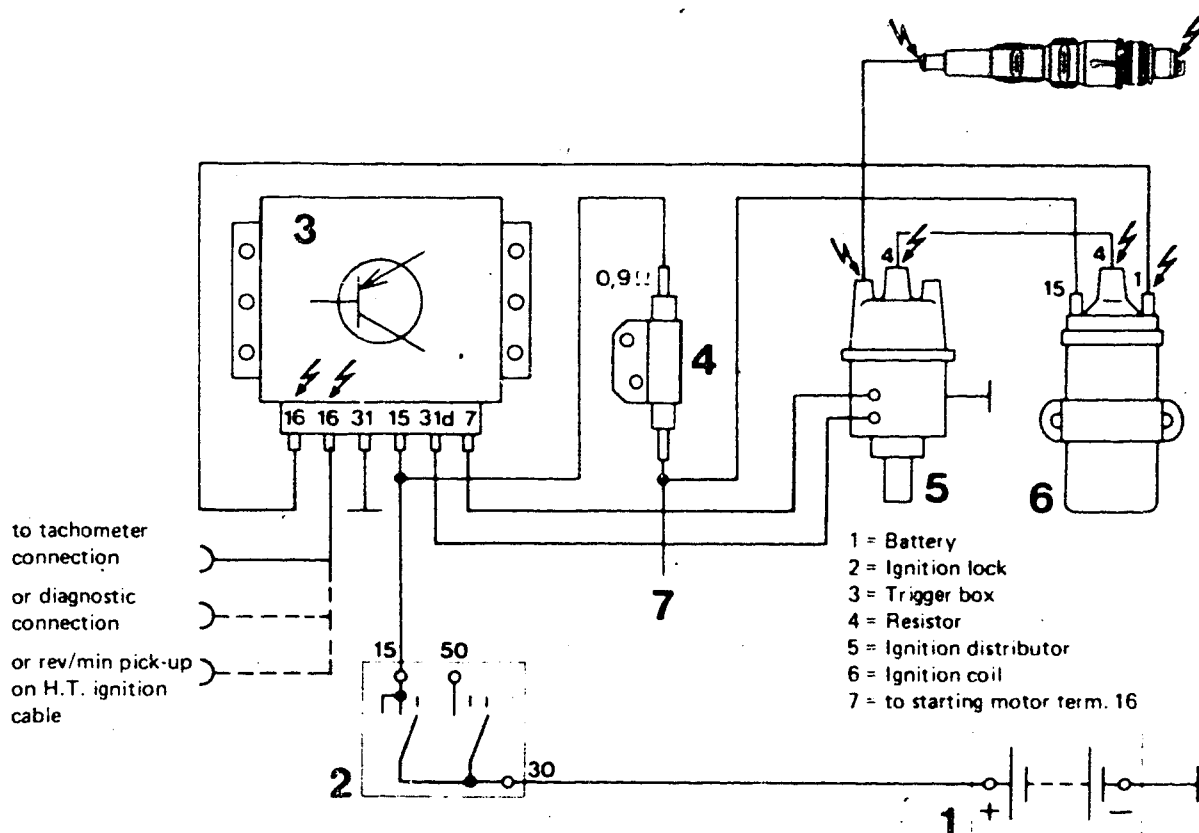 3
0,9Ω
4
4
15
4
1
16 16 31 15 31d 7
5
6
to tachometer
connection
or diagnostic
connection
or rev/min pick-up
on H.T. ignition
cable
7
1 = Battery
2 = Ignition lock
3 = Trigger box
4 = Resistor
5 = Ignition distributor
6 = Ignition coil
7 = to starting motor term. 16
15 50
2
30
1
+
−